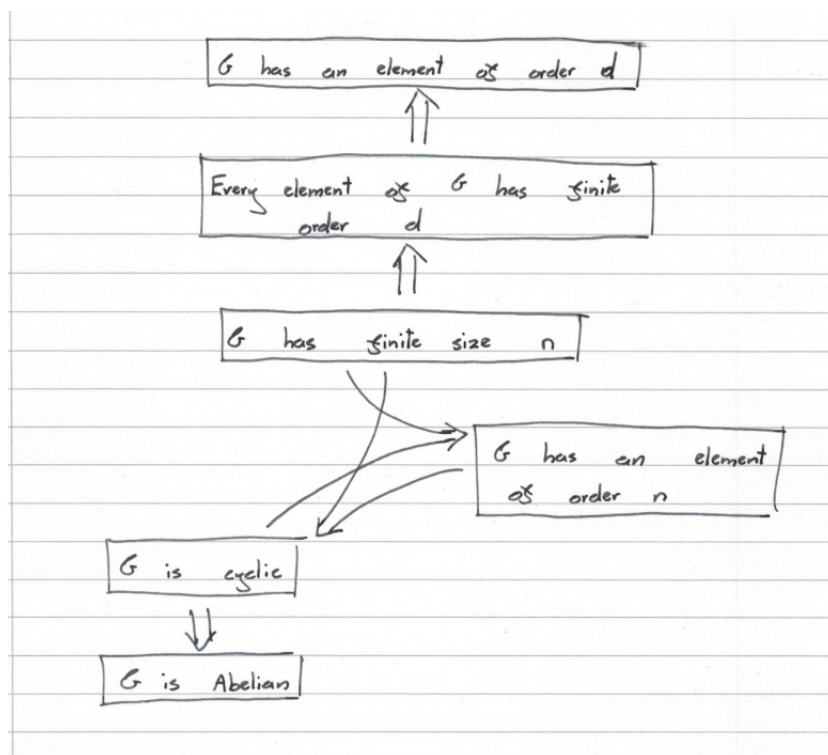 G has an element of order d
Every element of G has finite
order d
G has finite size n
G has an element
of order n
G is cyclic
G is Abelian